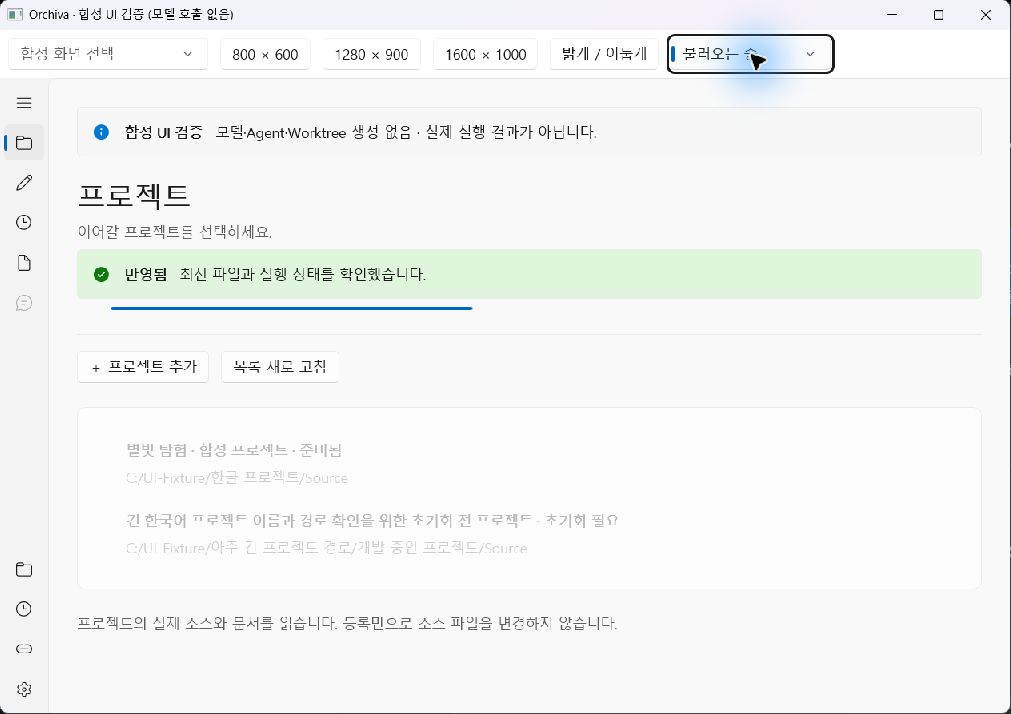 Orchiva · 합성 UI 검증 (모델 호출 없음)
합성 화면 선택
800 × 600
1280 × 900
1600 × 1000
밝게 / 어둡게
불러오는 중
합성 UI 검증 모델·Agent·Worktree 생성 없음 · 실제 실행 결과가 아닙니다.
프로젝트
이어갈 프로젝트를 선택하세요.
반영됨 최신 파일과 실행 상태를 확인했습니다.
+ 프로젝트 추가
목록 새로 고침
별빛 탐험 · 합성 프로젝트 · 준비됨
C:/UI-Fixture/한글 프로젝트/Source
긴 한국어 프로젝트 이름과 경로 확인을 위한 초기화 전 프로젝트 · 초기화 필요
C:/UI-Fixture/아주 긴 프로젝트 경로/개발 중인 프로젝트/Source
프로젝트의 실제 소스와 문서를 읽습니다. 등록만으로 소스 파일을 변경하지 않습니다.